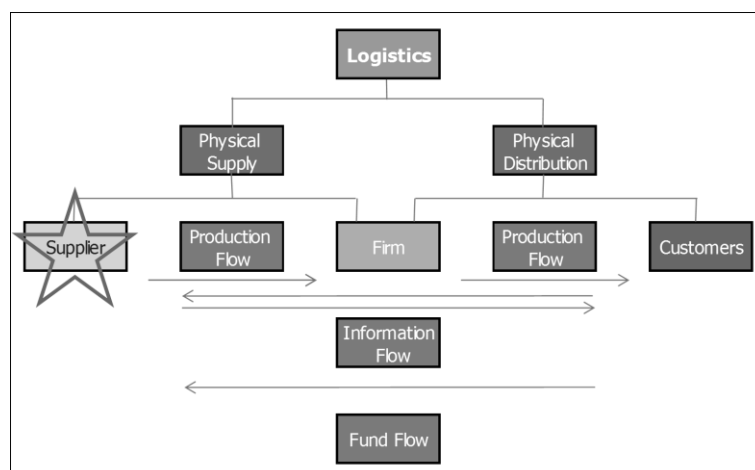 Logistics
Physical
Supply
Physical
Distribution
Supplier
Production
Flow
Firm
Production
Flow
Customers
Information
Flow
Fund Flow